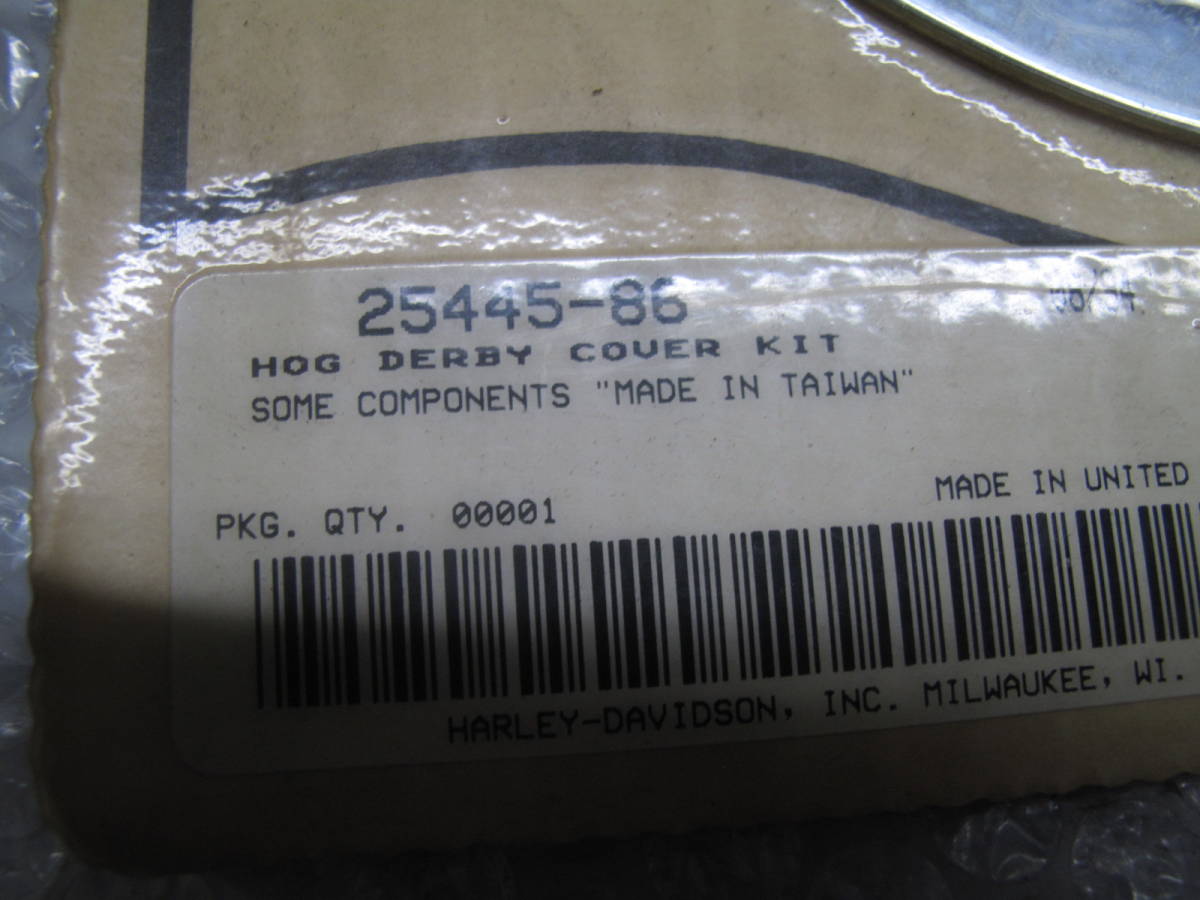 25445-86
HOG DERBY COVER KIT
SOME COMPONENTS "MADE IN TAIWAN"
MADE IN UNITED
PKG. QTY. 00001
HARLEY-DAVIDSON, INC. MILWAUKEE, WI.